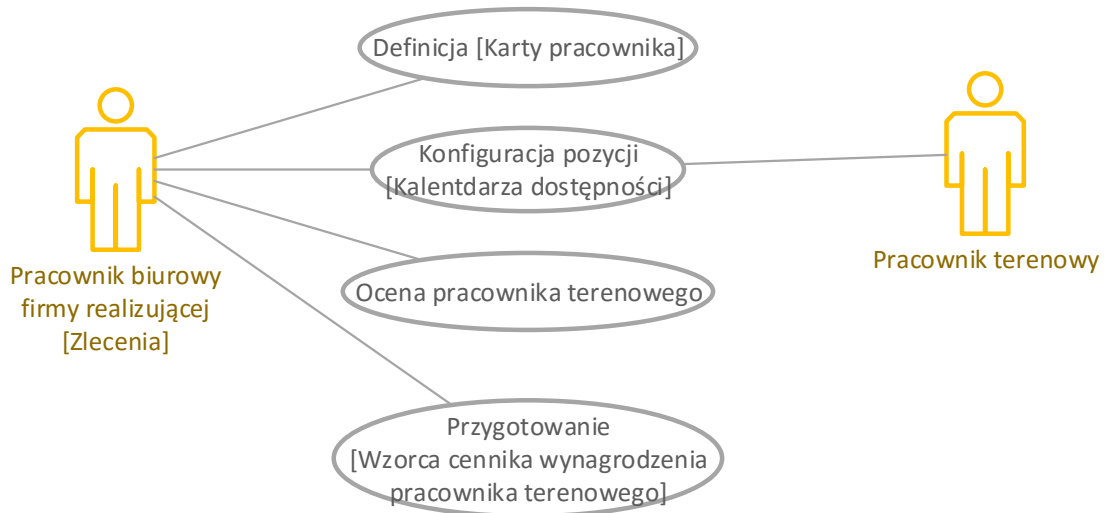 Definicja [Karty pracownika]
Konfiguracja pozycji
[Kalentdarza dostępności]
Pracownik biurowy
firmy realizującej
[Zlecenia]
Pracownik terenowy
Ocena pracownika terenowego
Przygotowanie
[Wzorca cennika wynagrodzenia
pracownika terenowego]